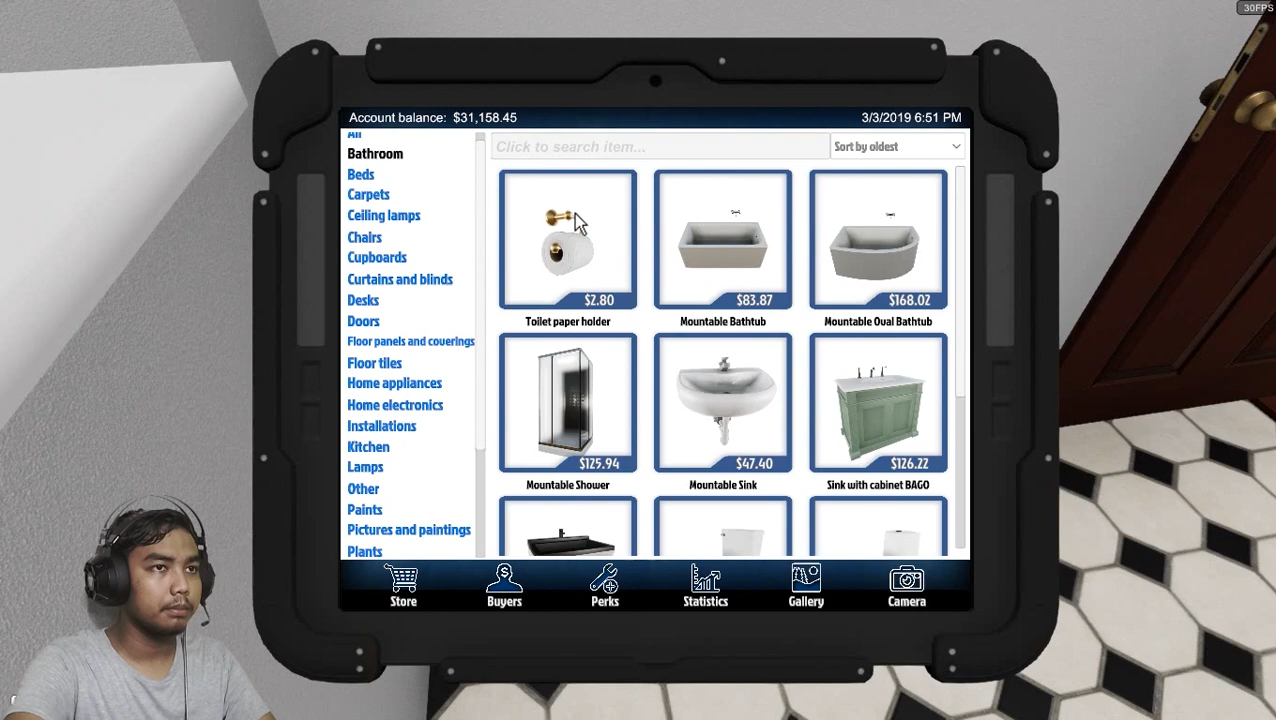 30FPS
Account balance: $31,158.45
3/3/2019 6:51 PM
All
Bathroom
Beds
Carpets
Ceiling lamps
Chairs
Cupboards
Curtains and blinds
Desks
Doors
Floor panels and coverings
Floor tiles
Home appliances
Home electronics
Installations
Kitchen
Lamps
Other
Paints
Pictures and paintings
Plants
Click to search item...
Sort by oldest
$2.80
$83.87
$168.02
Toilet paper holder
Mountable Bathtub
Mountable Oval Bathtub
$125.94
$47.40
$126.22
Mountable Shower
Mountable Sink
Sink with cabinet BAGO
Store
Buyers
Perks
Statistics
Gallery
Camera